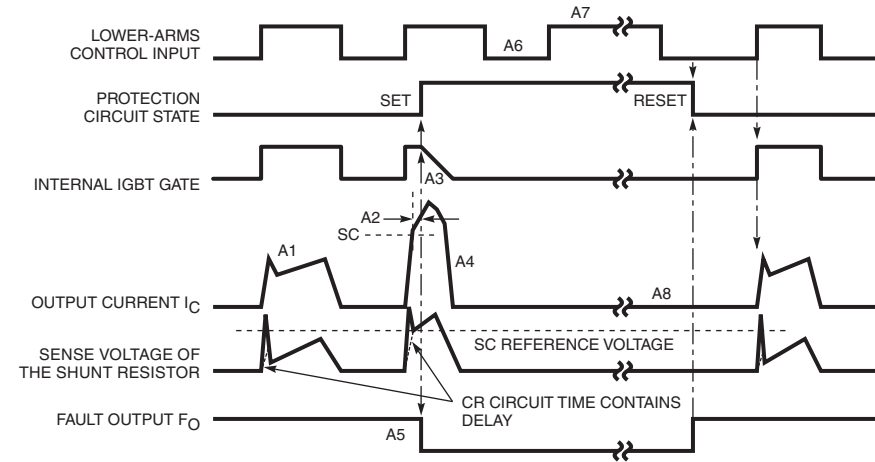 A7
LOWER-ARMS
CONTROL INPUT
A6
PROTECTION
CIRCUIT STATE
SET
RESET
INTERNAL IGBT GATE
A3
A2
SC
A1
A4
OUTPUT CURRENT IC
A8
SC REFERENCE VOLTAGE
SENSE VOLTAGE OF
THE SHUNT RESISTOR
CR CIRCUIT TIME CONTAINS
DELAY
FAULT OUTPUT FO
A5